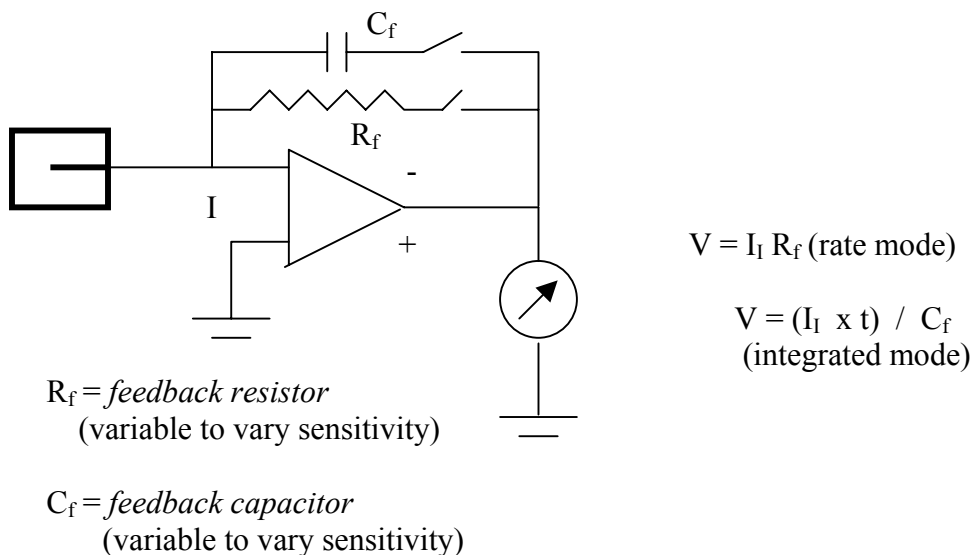 C_f
R_f
I
-
+
V = I_I R_f (rate mode)
V = (I_I x t) / C_f
(integrated mode)
R_f = feedback resistor
(variable to vary sensitivity)
C_f = feedback capacitor
(variable to vary sensitivity)